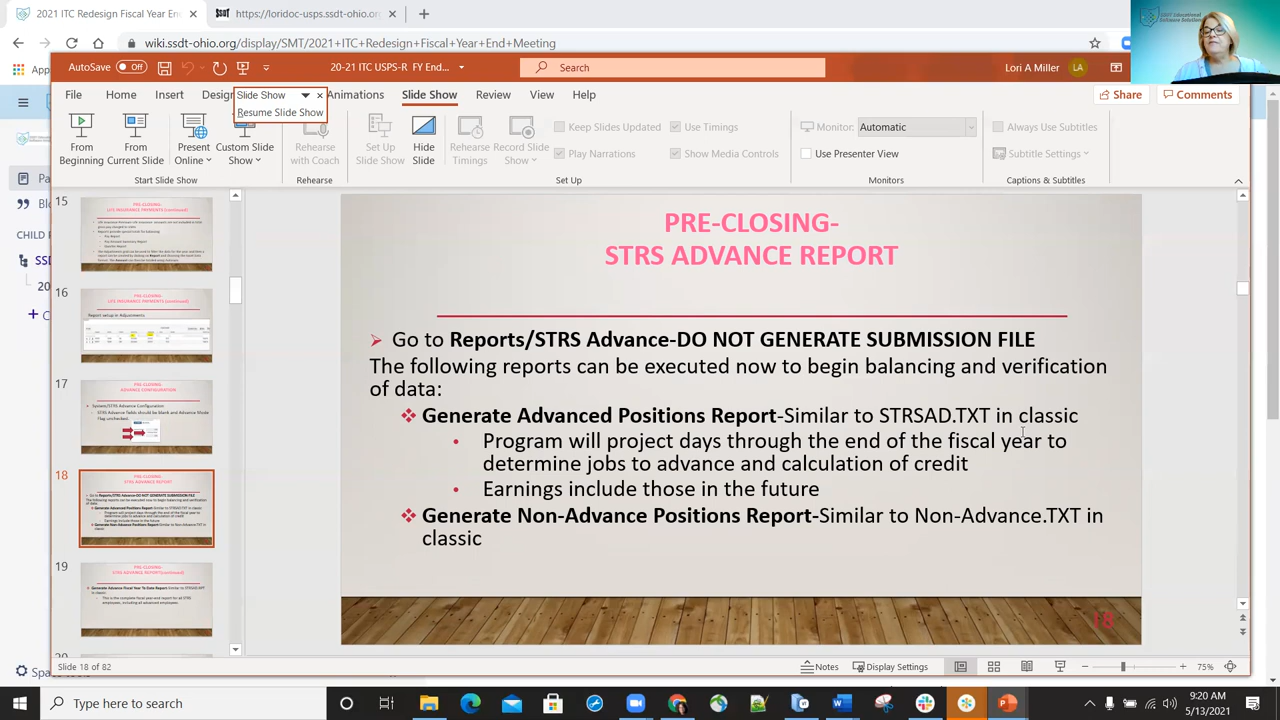 2021 ITC Redesign Fiscal Year En
https://loridoc-usps.ssdt-ohio.or
wiki.ssdt-ohio.org/display/SMT/2021+ITC+Redesign+Fiscal+Year+End+Meeting
AutoSave Off
20-21 ITC USPS-R FY End...
Search
Lori A Miller
LA
File
Home
Insert
Design
Slide Show
Resume Slide Show
Animations
Slide Show
Review
View
Help
Share
Comments
From Beginning
From Current Slide
Present Online
Custom Slide Show
Rehearse with Coach
Set Up Slide Show
Hide Slide
Rehearse Timings
Record Slide Show
Keep Slides Updated
Play Narrations
Use Timings
Show Media Controls
Monitor: Automatic
Use Presenter View
Always Use Subtitles
Subtitle Settings
Start Slide Show
Rehearse
Set Up
Monitors
Captions & Subtitles
15
16
17
18
19
PRE-CLOSING-
STRS ADVANCE REPORT
Go to Reports/STRS Advance-DO NOT GENERATE SUBMISSION FILE
The following reports can be executed now to begin balancing and verification
of data:
Generate Advanced Positions Report-Similar to STRSAD.TXT in classic
Program will project days through the end of the fiscal year to
determine jobs to advance and calculation of credit
Earnings include those in the future
Generate Non-Advance Positions Report-Similar to Non-Advance.TXT in
classic
18
Slide 18 of 82
Notes
Display Settings
75%
Space tools
Type here to search
9:20 AM
5/13/2021